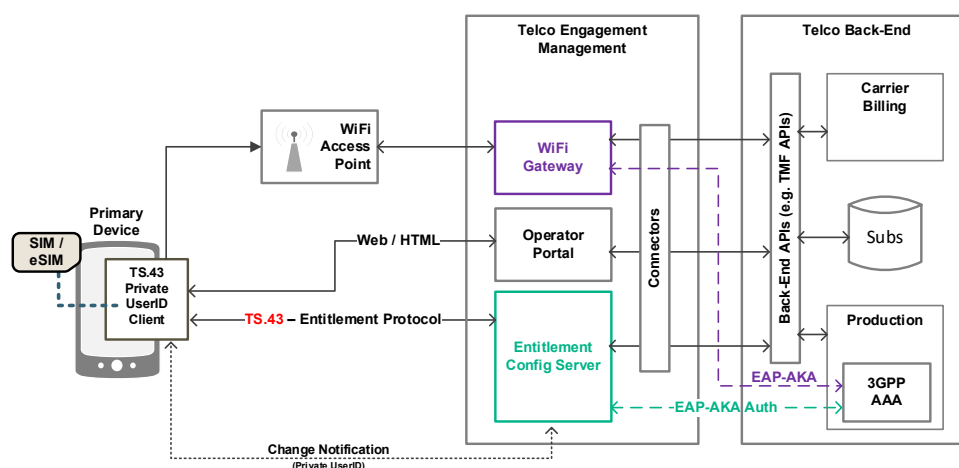 Telco Engagement
Management
Telco Back-End
WiFi
Access
Point
WiFi
Gateway
Carrier
Billing
Primary
Device
SIM /
eSIM
TS.43
Private
UserID
Client
Web / HTML
Operator
Portal
Connectors
Back-End APIs (e.g. TMF APIs)
Subs
TS.43 – Entitlement Protocol
Entitlement
Config Server
Production
EAP-AKA
3GPP
AAA
EAP-AKA Auth
Change Notification
(Private UserID)